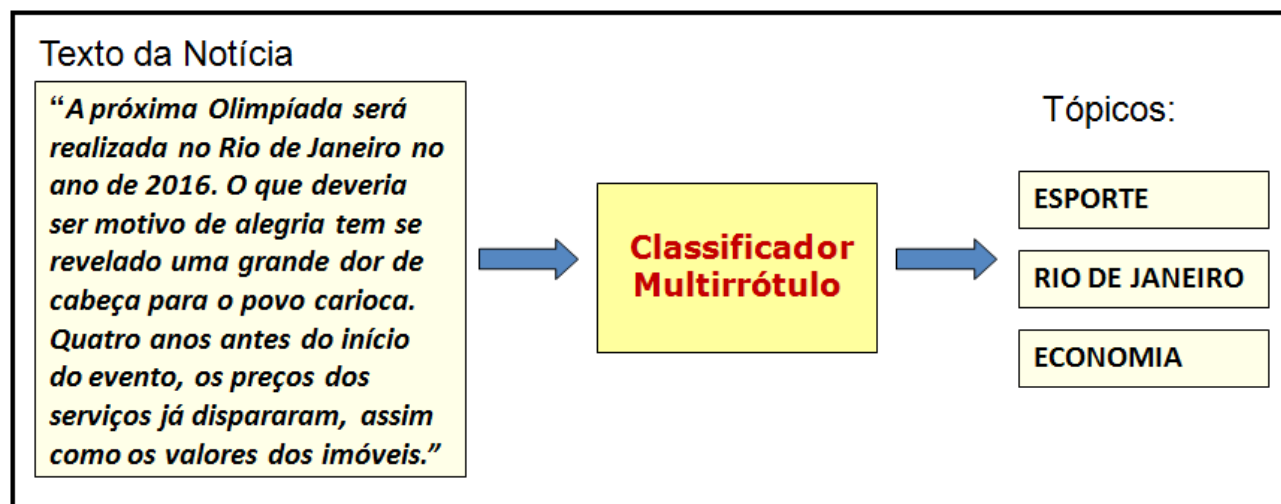 Texto da Notícia
“A próxima Olimpíada será
realizada no Rio de Janeiro no
ano de 2016. O que deveria
ser motivo de alegria tem se
revelado uma grande dor de
cabeça para o povo carioca.
Quatro anos antes do início
do evento, os preços dos
serviços já dispararam, assim
como os valores dos imóveis.”
Classificador
Multirrótulo
Tópicos:
ESPORTE
RIO DE JANEIRO
ECONOMIA